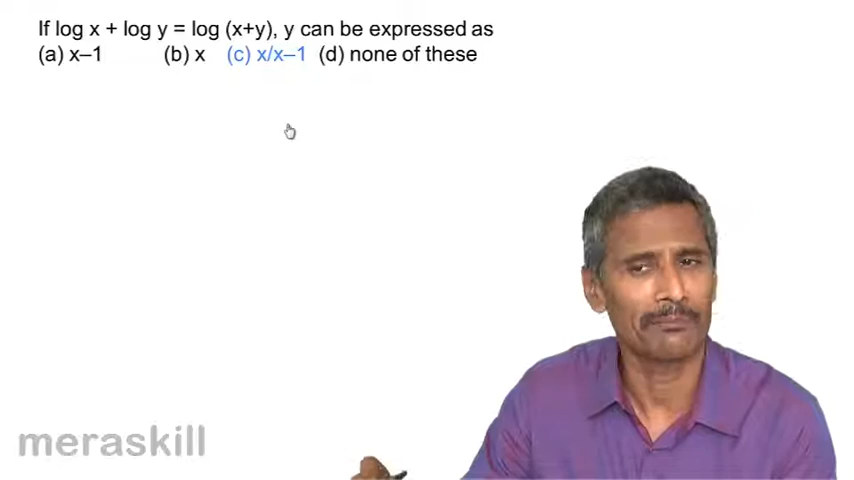 If log x + log y = log (x+y), y can be expressed as
(a) x–1 (b) x (c) x/x–1 (d) none of these
meraskill